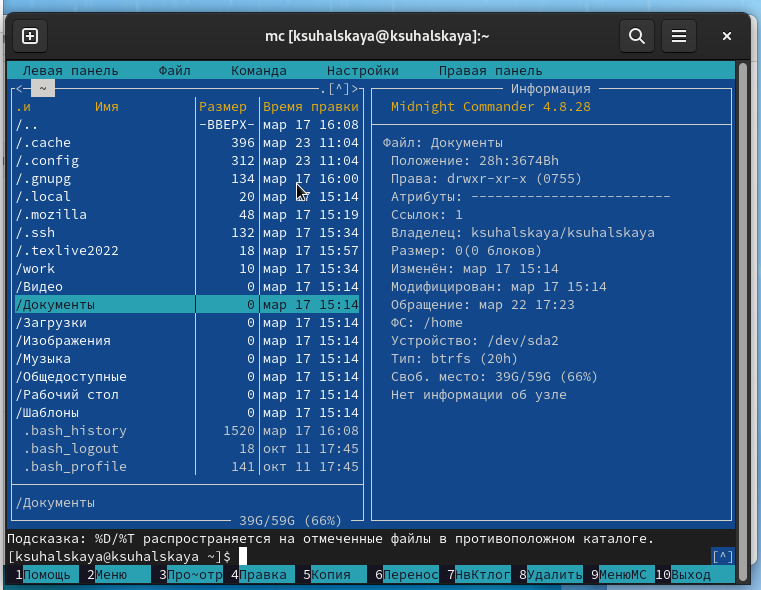 mc [ksuhalskaya@ksuhalskaya]:~
Левая панель Файл Команда Настройки Правая панель
<─ ~ .[^]>
.и Имя Размер Время правки
/.. -ВВЕРХ- мар 17 16:08
/.cache 396 мар 23 11:04
/.config 312 мар 23 11:04
/.gnupg 134 мар 17 16:00
/.local 20 мар 17 15:14
/.mozilla 48 мар 17 15:19
/.ssh 132 мар 17 15:34
/.texlive2022 18 мар 17 15:57
/work 10 мар 17 15:34
/Видео 0 мар 17 15:14
/Документы 0 мар 17 15:14
/Загрузки 0 мар 17 15:14
/Изображения 0 мар 17 15:14
/Музыка 0 мар 17 15:14
/Общедоступные 0 мар 17 15:14
/Рабочий стол 0 мар 17 15:14
/Шаблоны 0 мар 17 15:14
.bash_history 1520 мар 17 16:08
.bash_logout 18 окт 11 17:45
.bash_profile 141 окт 11 17:45
/Документы
39G/59G (66%)
Информация
Midnight Commander 4.8.28
Файл: Документы
Положение: 28h:3674Bh
Права: drwxr-xr-x (0755)
Атрибуты: -------------------------
Ссылок: 1
Владелец: ksuhalskaya/ksuhalskaya
Размер: 0(0 блоков)
Изменён: мар 17 15:14
Модифицирован: мар 17 15:14
Обращение: мар 22 17:23
ФС: /home
Устройство: /dev/sda2
Тип: btrfs (20h)
Своб. место: 39G/59G (66%)
Нет информации об узле
Подсказка: %D/%T распространяется на отмеченные файлы в противоположном каталоге.
[ksuhalskaya@ksuhalskaya ~]$ [^]
1Помощь 2Меню 3Про~отр 4Правка 5Копия 6Перенос 7НвКтлог 8Удалить 9МенюMC 10Выход